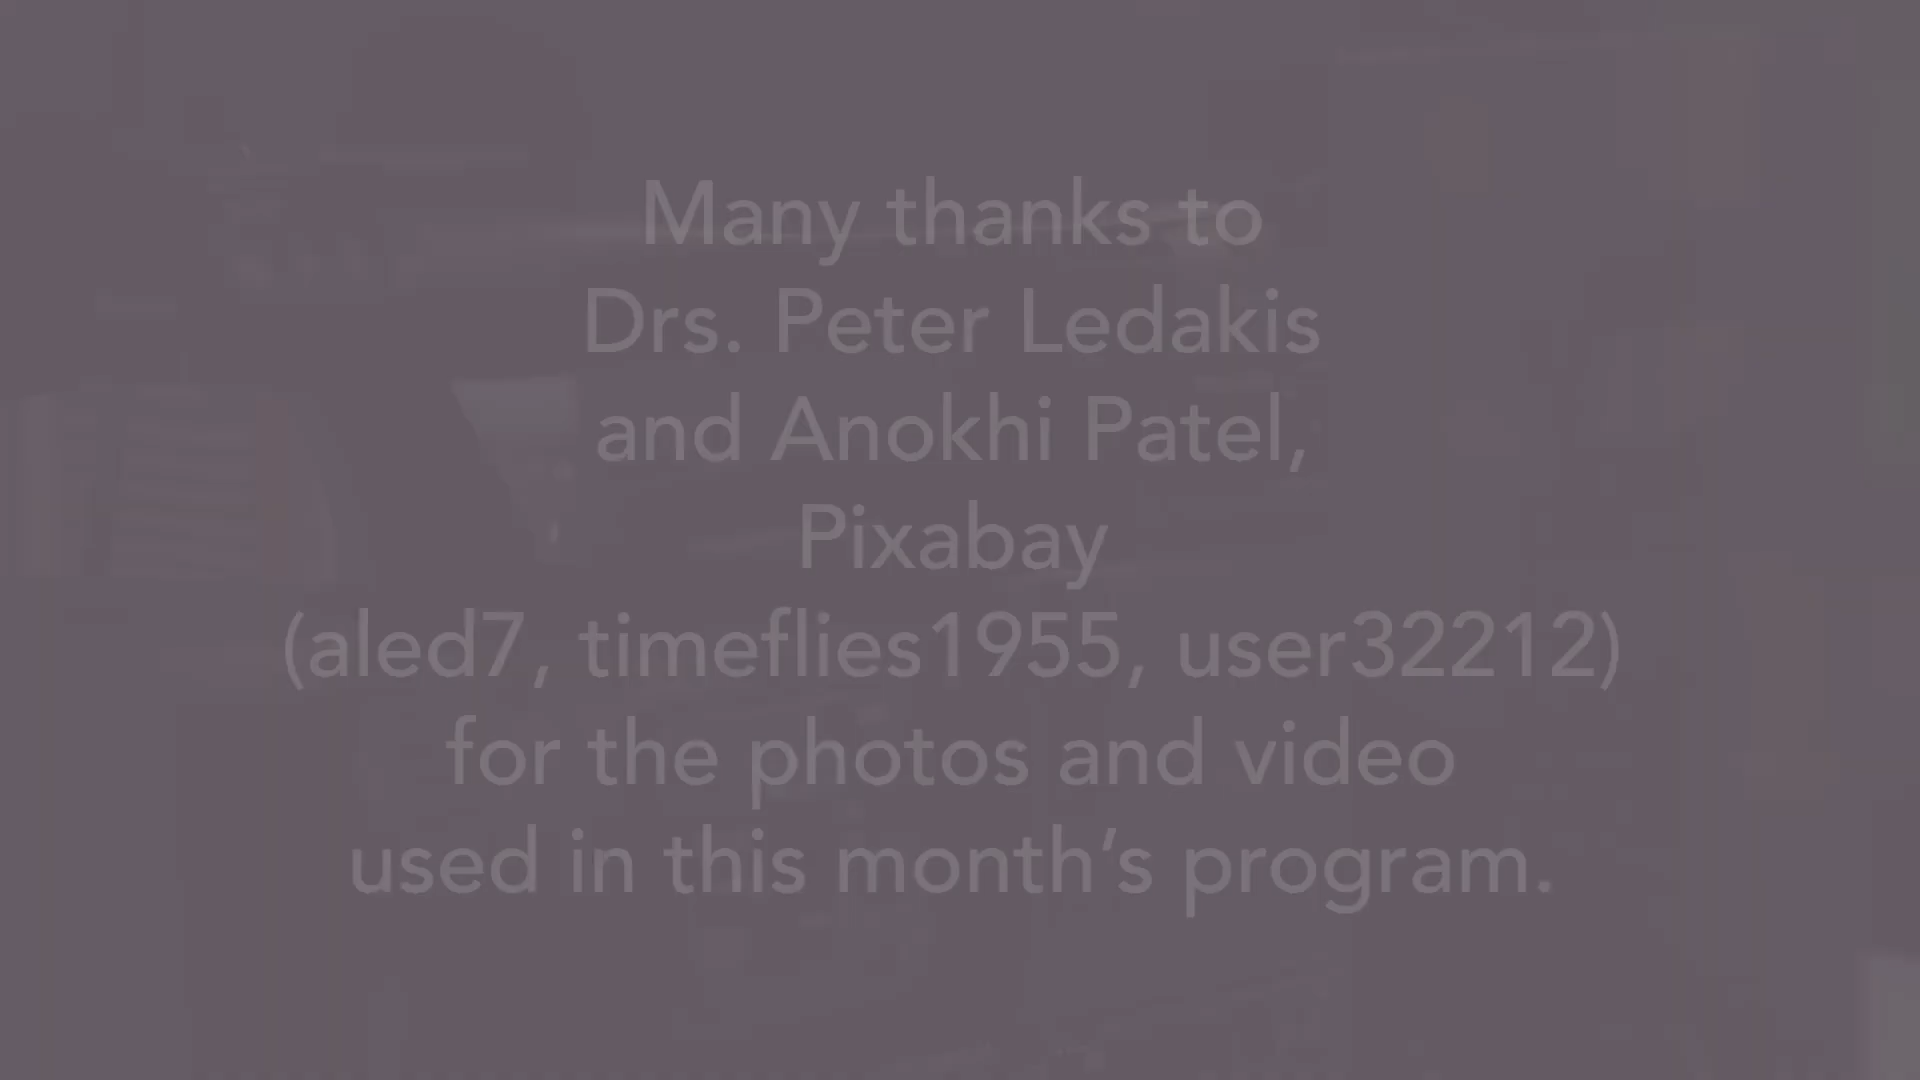 Many thanks to
Drs. Peter Ledakis
and Anokhi Patel,
Pixabay
(aled7, timeflies1955, user32212)
for the photos and video
used in this month’s program.